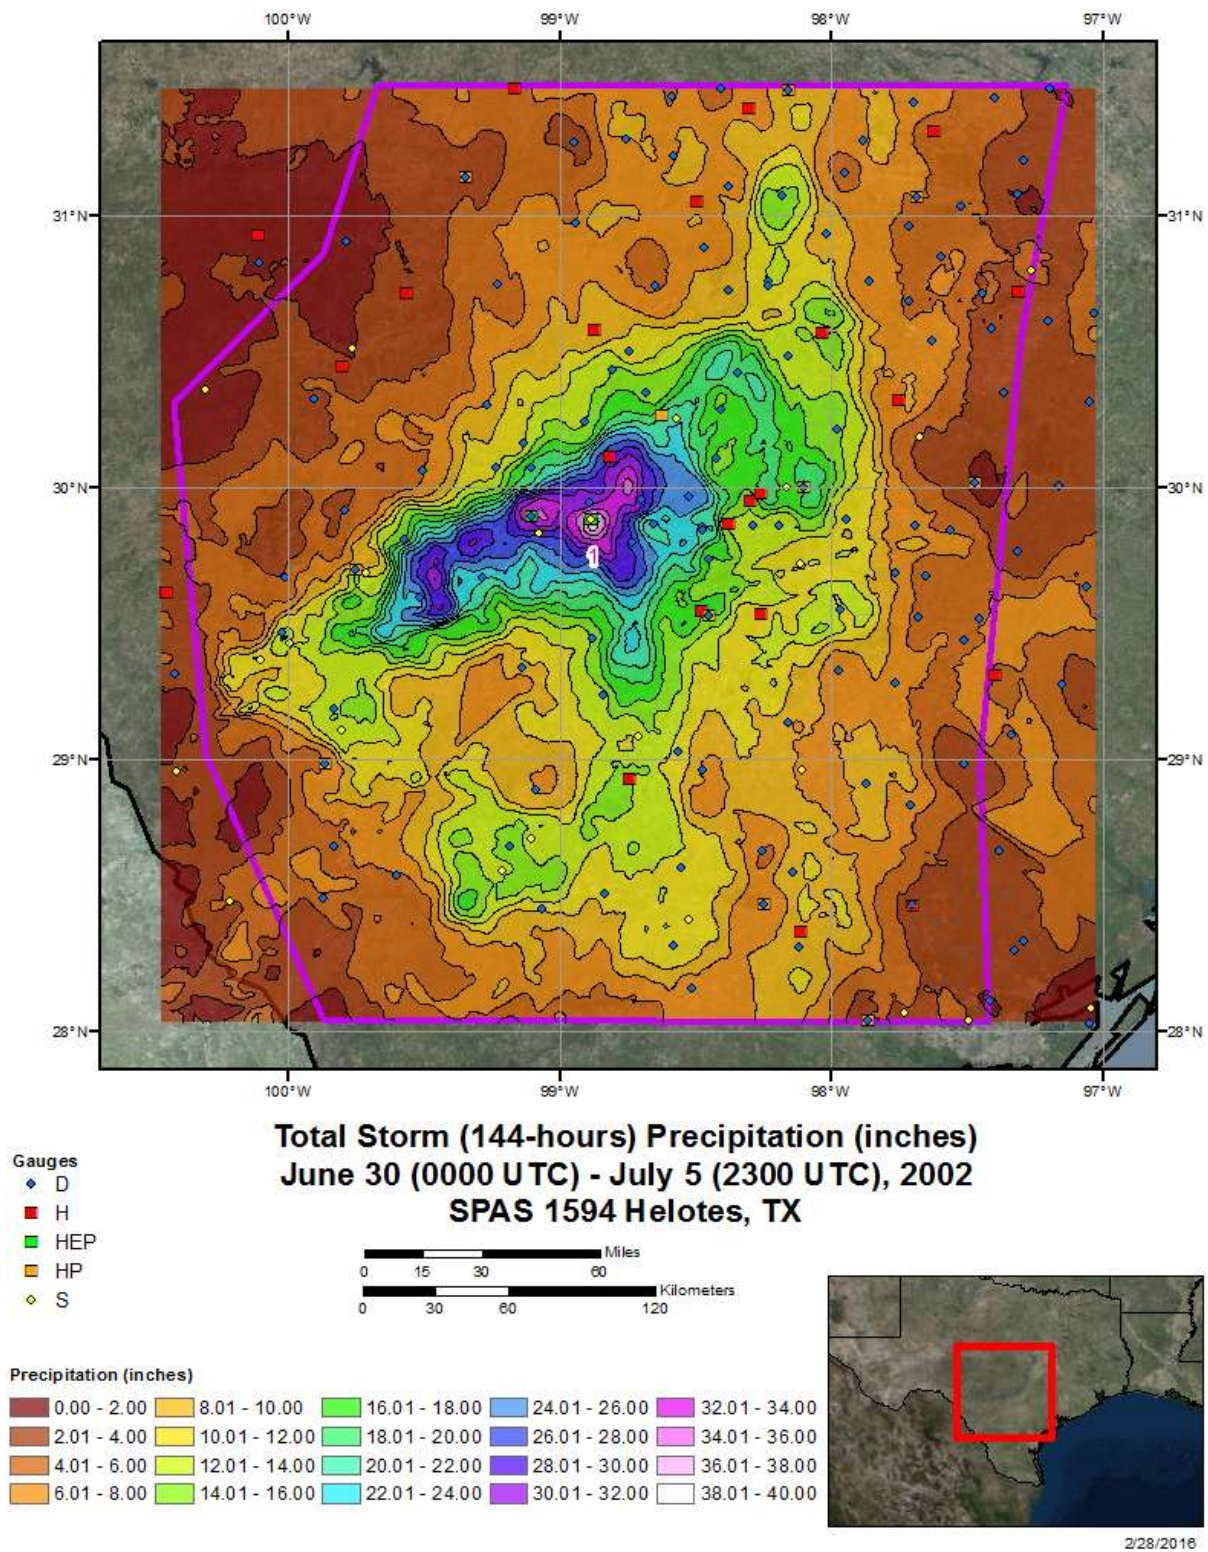 100°W 99°W 98°W 97°W
31°N 31°N
30°N 30°N
1
29°N 29°N
28°N 28°N
100°W 99°W 98°W 97°W
Total Storm (144-hours) Precipitation (inches)
June 30 (0000 UTC) - July 5 (2300 UTC), 2002
SPAS 1594 Helotes, TX
Gauges
D
H
HEP
HP
S
Miles
0 15 30 60
Kilometers
0 30 60 120
Precipitation (inches)
0.00 - 2.00 8.01 - 10.00 16.01 - 18.00 24.01 - 26.00 32.01 - 34.00
2.01 - 4.00 10.01 - 12.00 18.01 - 20.00 26.01 - 28.00 34.01 - 36.00
4.01 - 6.00 12.01 - 14.00 20.01 - 22.00 28.01 - 30.00 36.01 - 38.00
6.01 - 8.00 14.01 - 16.00 22.01 - 24.00 30.01 - 32.00 38.01 - 40.00
2/28/2016